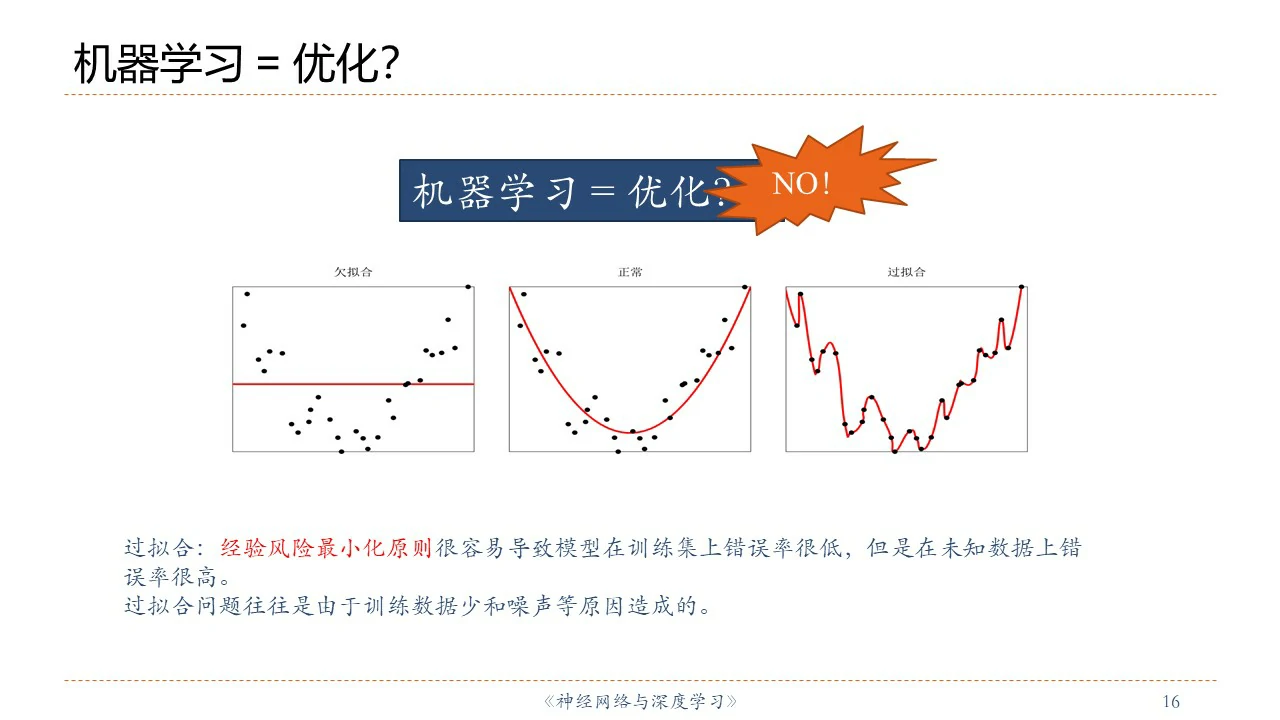 机器学习 = 优化？
机器学习 = 优化？
NO！
欠拟合
正常
过拟合
过拟合：经验风险最小化原则很容易导致模型在训练集上错误率很低，但是在未知数据上错
误率很高。
过拟合问题往往是由于训练数据少和噪声等原因造成的。
《神经网络与深度学习》
16